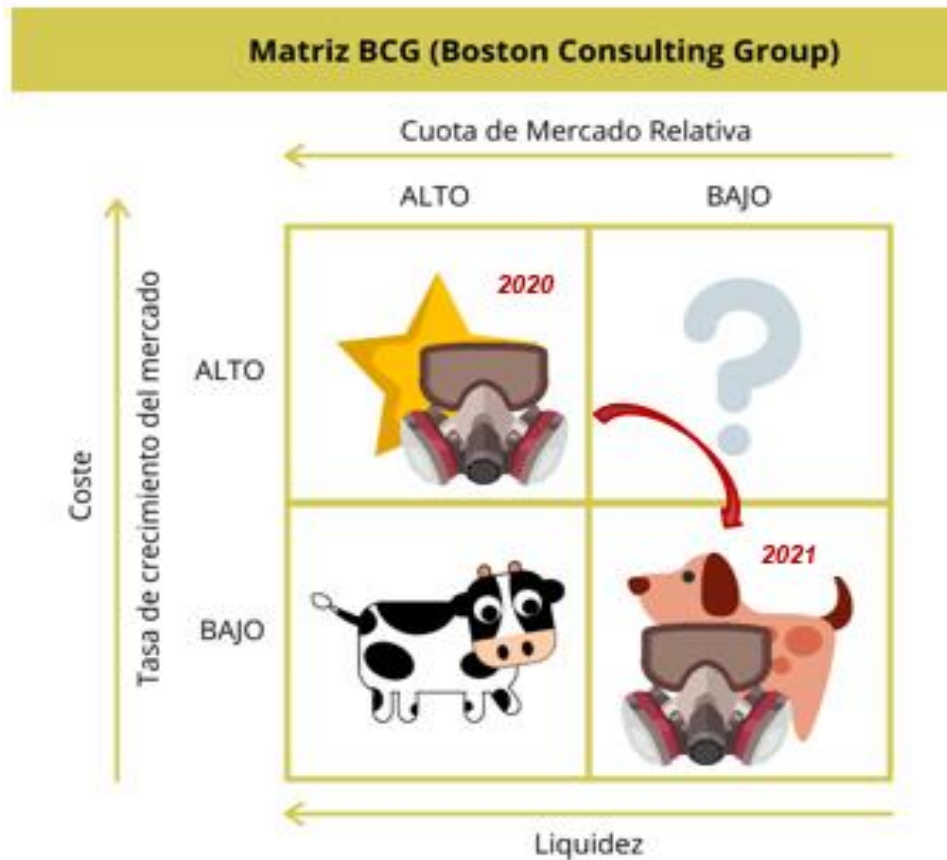 Matriz BCG (Boston Consulting Group)
Cuota de Mercado Relativa
ALTO
BAJO
2020
ALTO
Coste
Tasa de crecimiento del mercado
2021
BAJO
Liquidez